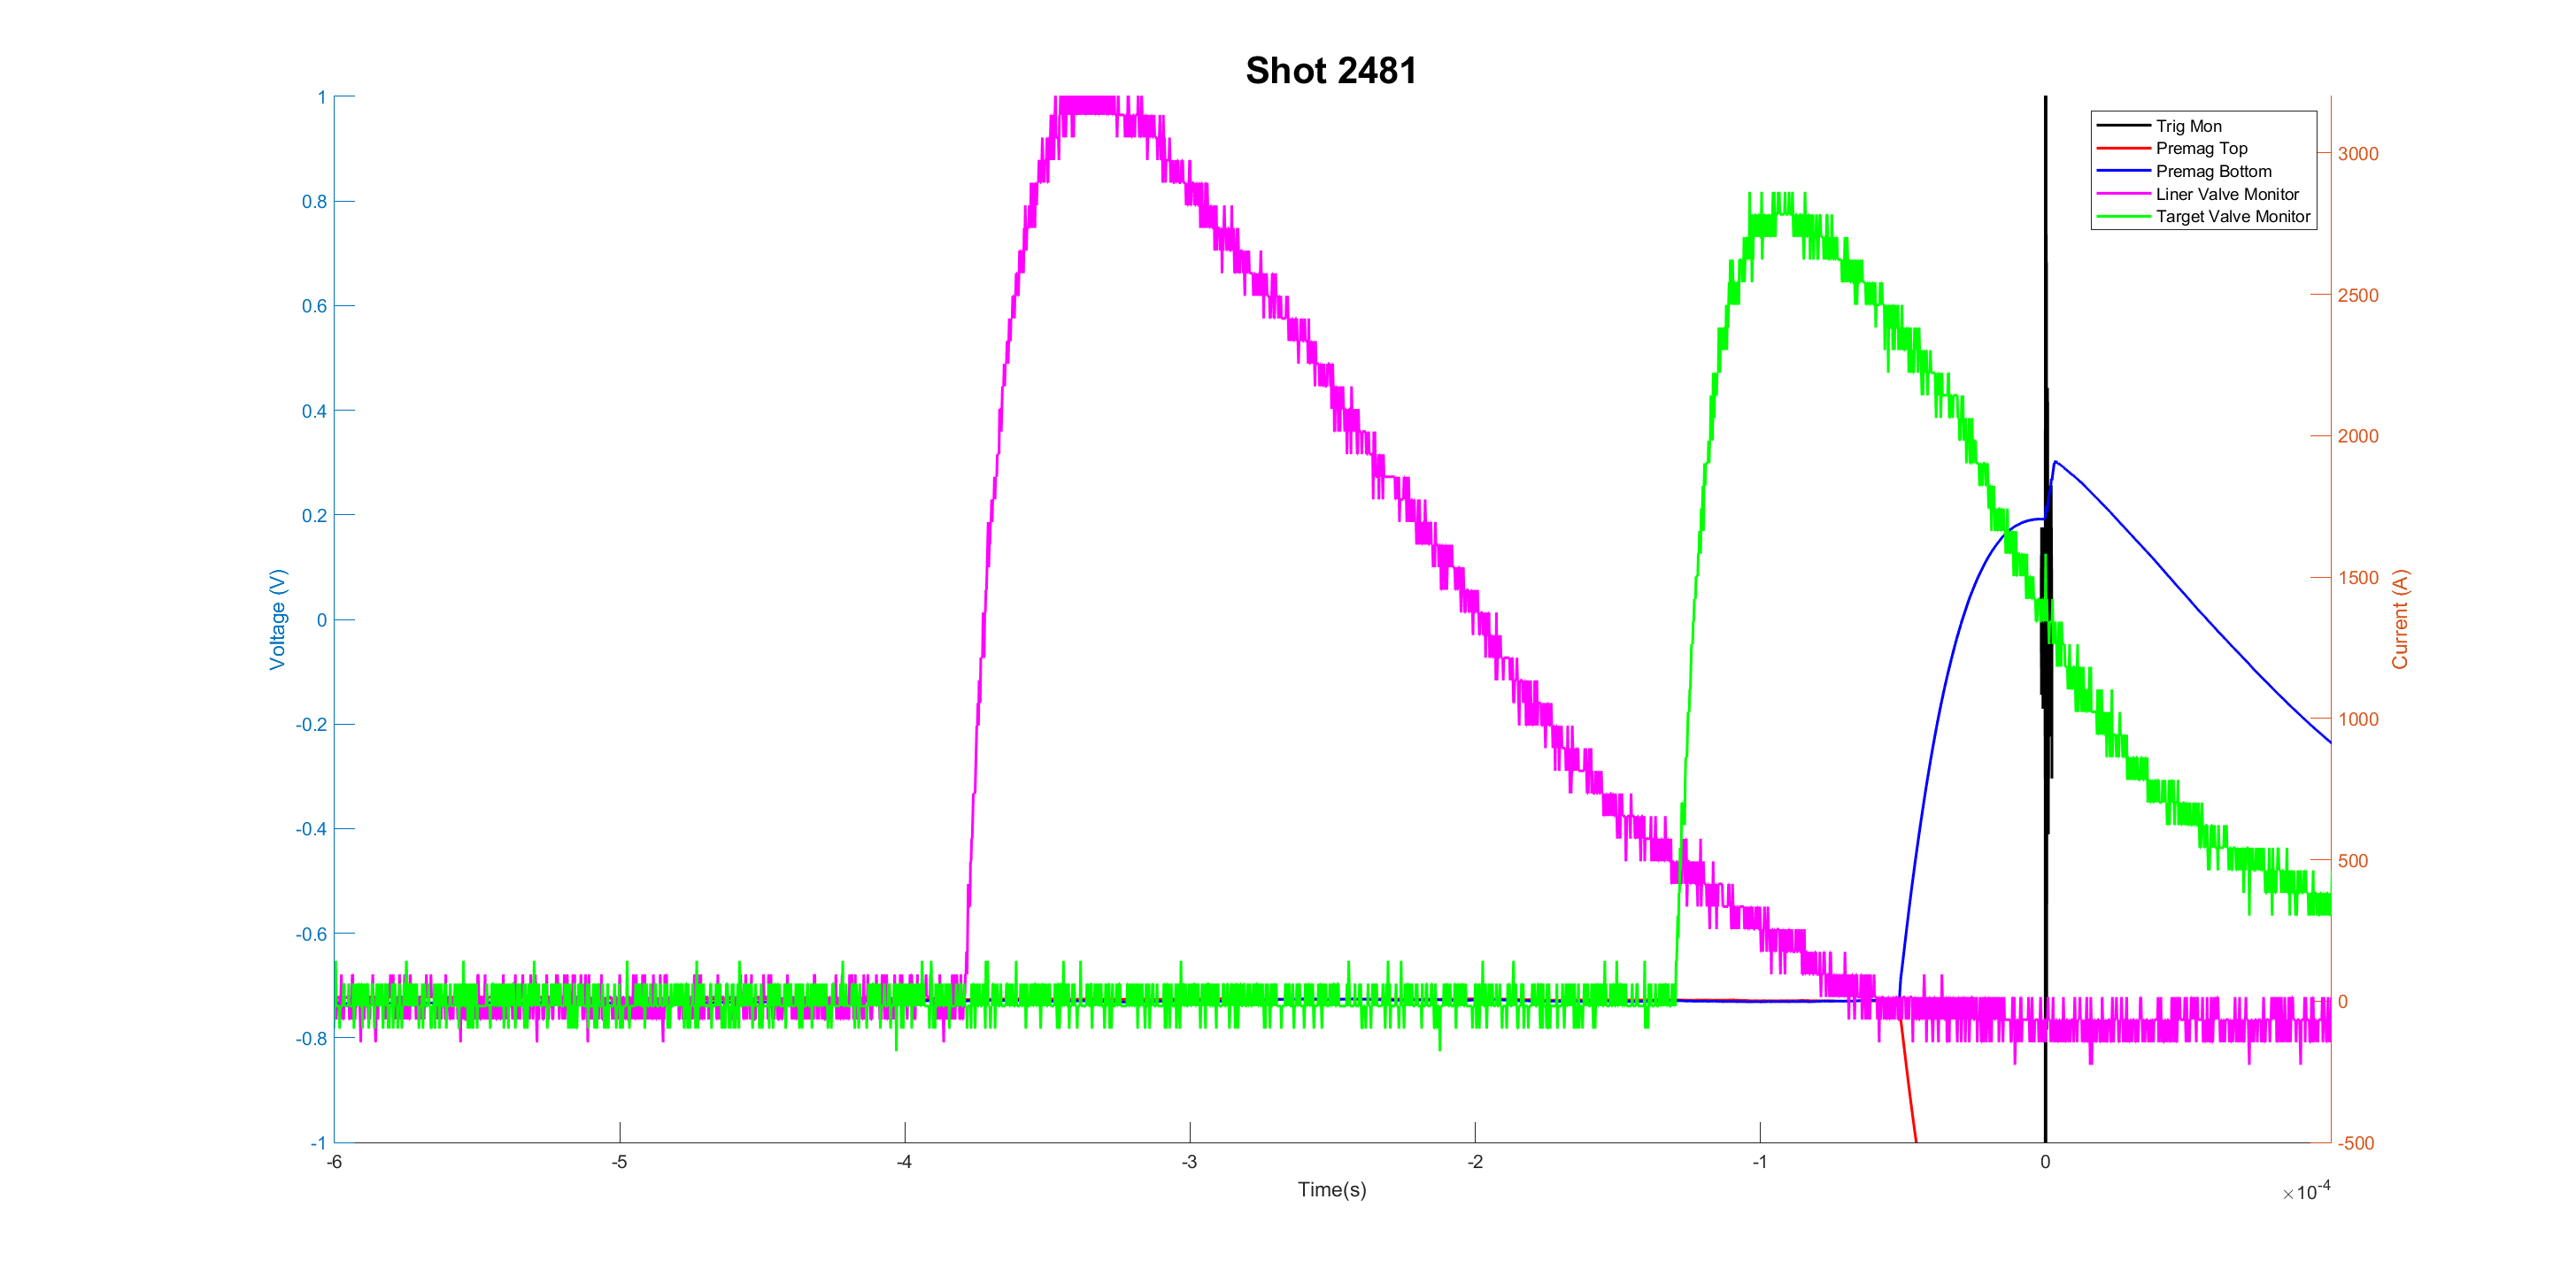 Shot 2481
Trig Mon
Premag Top
Premag Bottom
Liner Valve Monitor
Target Valve Monitor
Voltage (V)
1
0.8
0.6
0.4
0.2
0
-0.2
-0.4
-0.6
-0.8
-1
Current (A)
3000
2500
2000
1500
1000
500
0
-500
-6 -5 -4 -3 -2 -1 0
Time(s)
×10-4